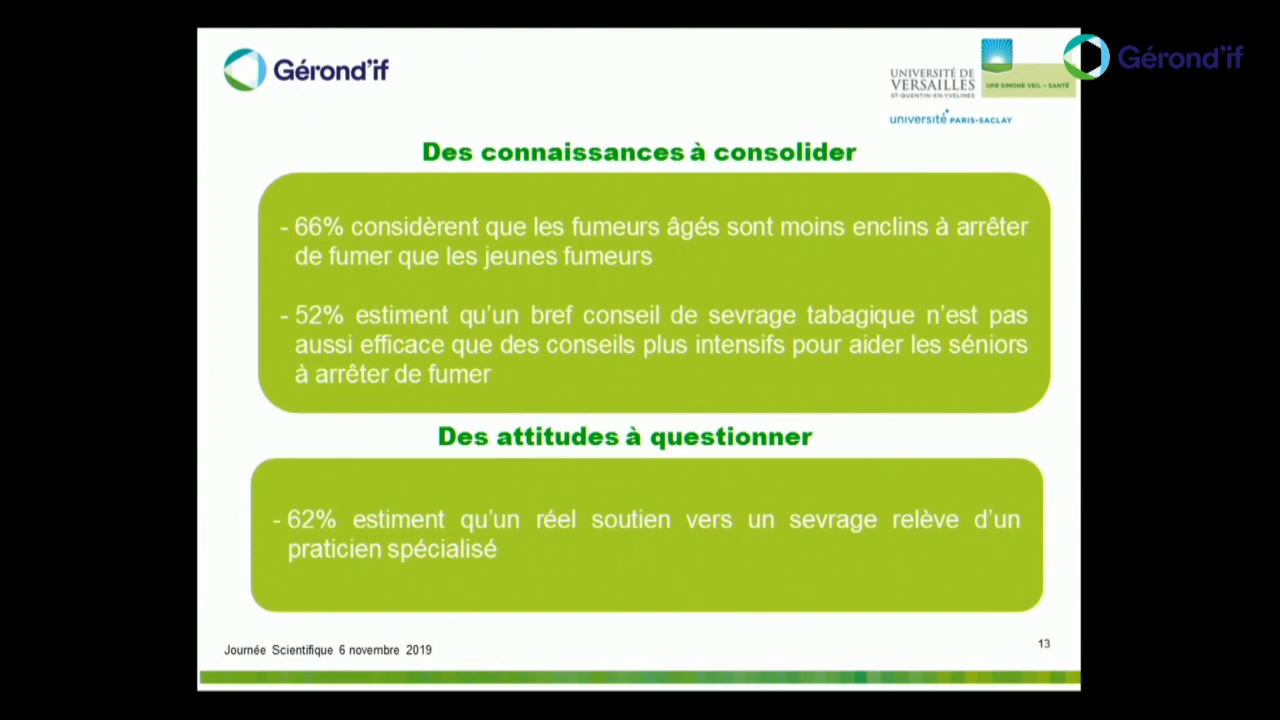 Gérond'if
UNIVERSITÉ DE
VERSAILLES
ST-QUENTIN-EN-YVELINES
UFR SIMONE VEIL – SANTÉ
Gérond'if
université PARIS-SACLAY
Des connaissances à consolider
- 66% considèrent que les fumeurs âgés sont moins enclins à arrêter
de fumer que les jeunes fumeurs
- 52% estiment qu'un bref conseil de sevrage tabagique n'est pas
aussi efficace que des conseils plus intensifs pour aider les séniors
à arrêter de fumer
Des attitudes à questionner
- 62% estiment qu'un réel soutien vers un sevrage relève d'un
praticien spécialisé
Journée Scientifique 6 novembre 2019
13